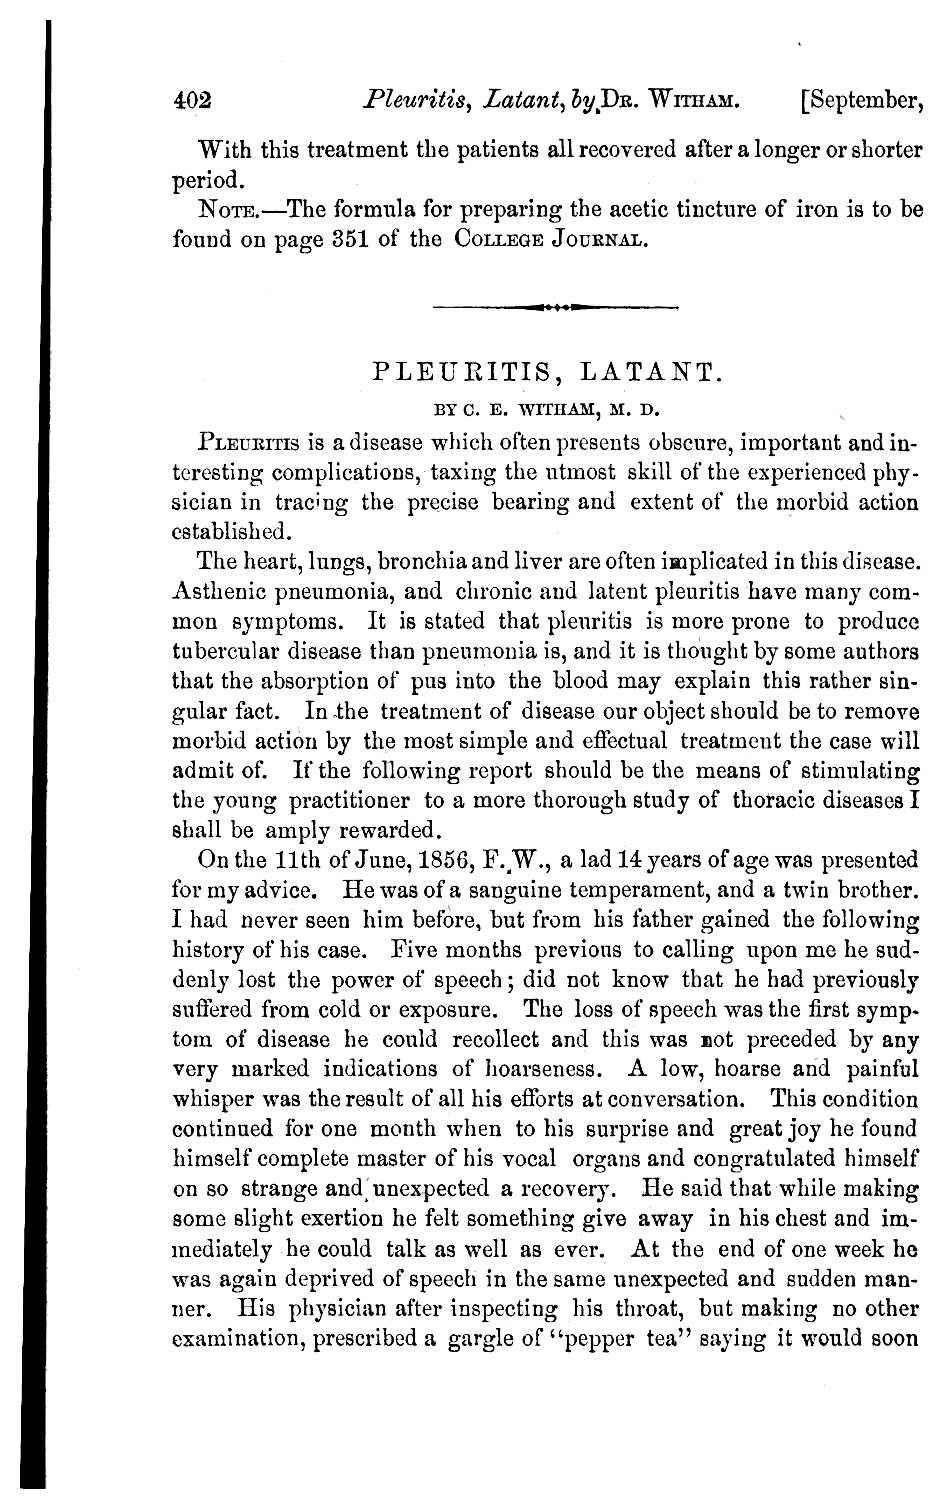 402 Pleuritis, Latant, by DR. WITHAM. [September,
With this treatment the patients all recovered after a longer or shorter
period.
NOTE.—The formula for preparing the acetic tincture of iron is to be
found on page 351 of the COLLEGE JOURNAL.
PLEURITIS, LATANT.
BY C. E. WITHAM, M. D.
PLEURITIS is a disease which often presents obscure, important and in-
teresting complications, taxing the utmost skill of the experienced phy-
sician in tracing the precise bearing and extent of the morbid action
established.
The heart, lungs, bronchia and liver are often implicated in this disease.
Asthenic pneumonia, and chronic and latent pleuritis have many com-
mon symptoms. It is stated that pleuritis is more prone to produce
tubercular disease than pneumonia is, and it is thought by some authors
that the absorption of pus into the blood may explain this rather sin-
gular fact. In the treatment of disease our object should be to remove
morbid action by the most simple and effectual treatment the case will
admit of. If the following report should be the means of stimulating
the young practitioner to a more thorough study of thoracic diseases I
shall be amply rewarded.
On the 11th of June, 1856, F. W., a lad 14 years of age was presented
for my advice. He was of a sanguine temperament, and a twin brother.
I had never seen him before, but from his father gained the following
history of his case. Five months previous to calling upon me he sud-
denly lost the power of speech; did not know that he had previously
suffered from cold or exposure. The loss of speech was the first symp-
tom of disease he could recollect and this was not preceded by any
very marked indications of hoarseness. A low, hoarse and painful
whisper was the result of all his efforts at conversation. This condition
continued for one month when to his surprise and great joy he found
himself complete master of his vocal organs and congratulated himself
on so strange and unexpected a recovery. He said that while making
some slight exertion he felt something give away in his chest and im-
mediately he could talk as well as ever. At the end of one week he
was again deprived of speech in the same unexpected and sudden man-
ner. His physician after inspecting his throat, but making no other
examination, prescribed a gargle of "pepper tea" saying it would soon